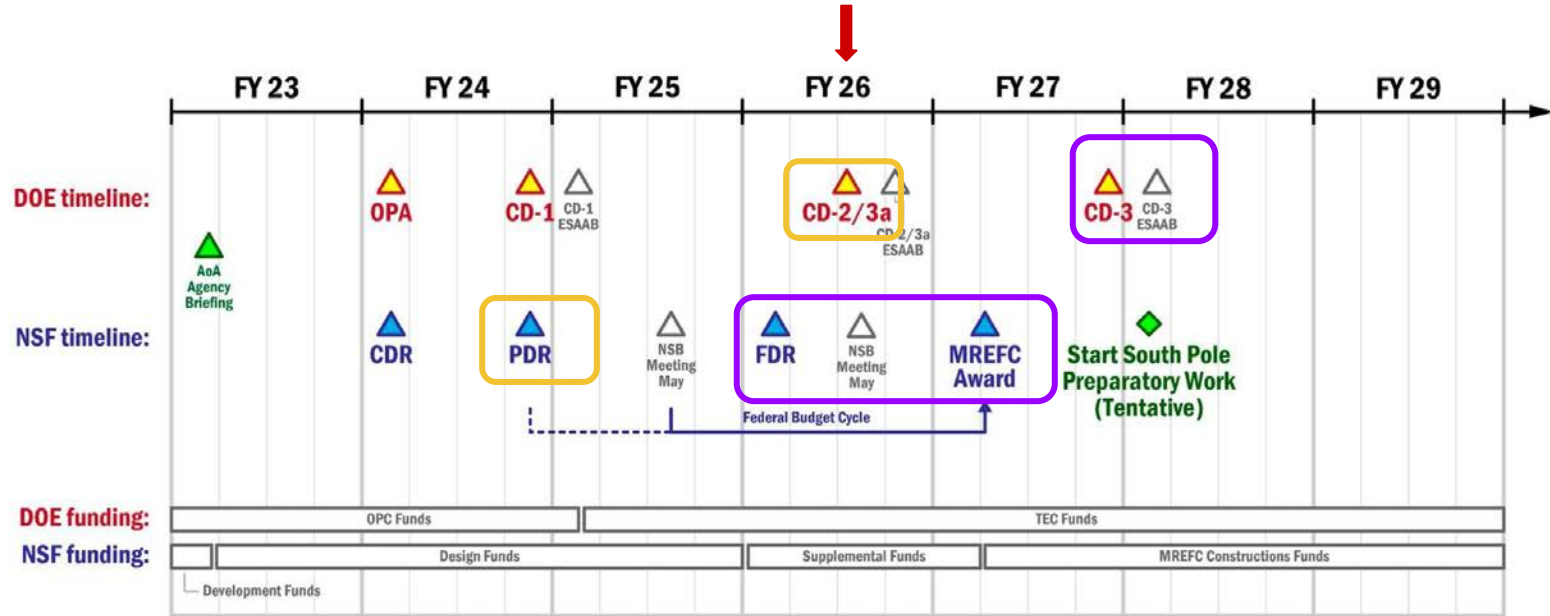 FY 23 FY 24 FY 25 FY 26 FY 27 FY 28 FY 29
DOE timeline:
OPA
CD-1
CD-1
ESAAB
CD-2/3a
CD-2/3a
ESAAB
CD-3
CD-3
ESAAB
AoA
Agency
Briefing
NSF timeline:
CDR
PDR
NSB
Meeting
May
FDR
NSB
Meeting
May
MREFC
Award
Start South Pole
Preparatory Work
(Tentative)
Federal Budget Cycle
DOE funding:
OPC Funds
TEC Funds
NSF funding:
Design Funds
Supplemental Funds
MREFC Constructions Funds
Development Funds